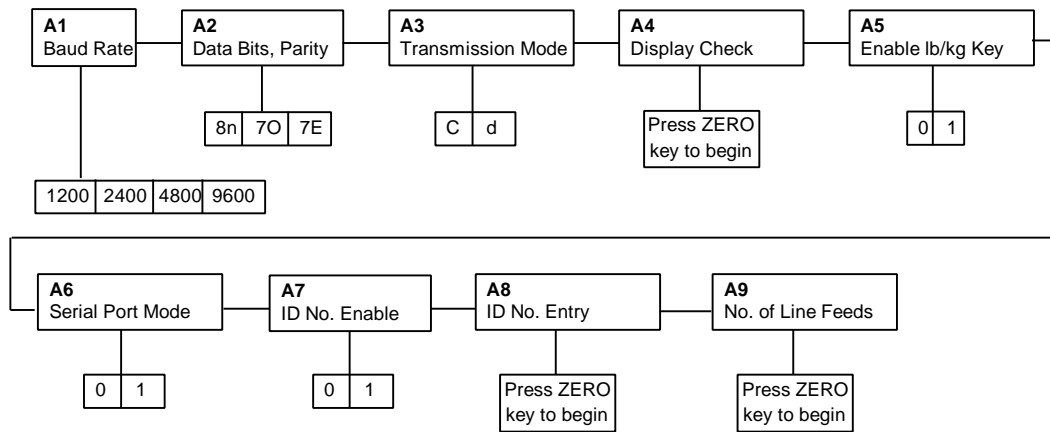 A1
Baud Rate
A2
Data Bits, Parity
A3
Transmission Mode
A4
Display Check
A5
Enable lb/kg Key
8n 7O 7E
C d
Press ZERO
key to begin
0 1
1200 2400 4800 9600
A6
Serial Port Mode
A7
ID No. Enable
A8
ID No. Entry
A9
No. of Line Feeds
0 1
0 1
Press ZERO
key to begin
Press ZERO
key to begin